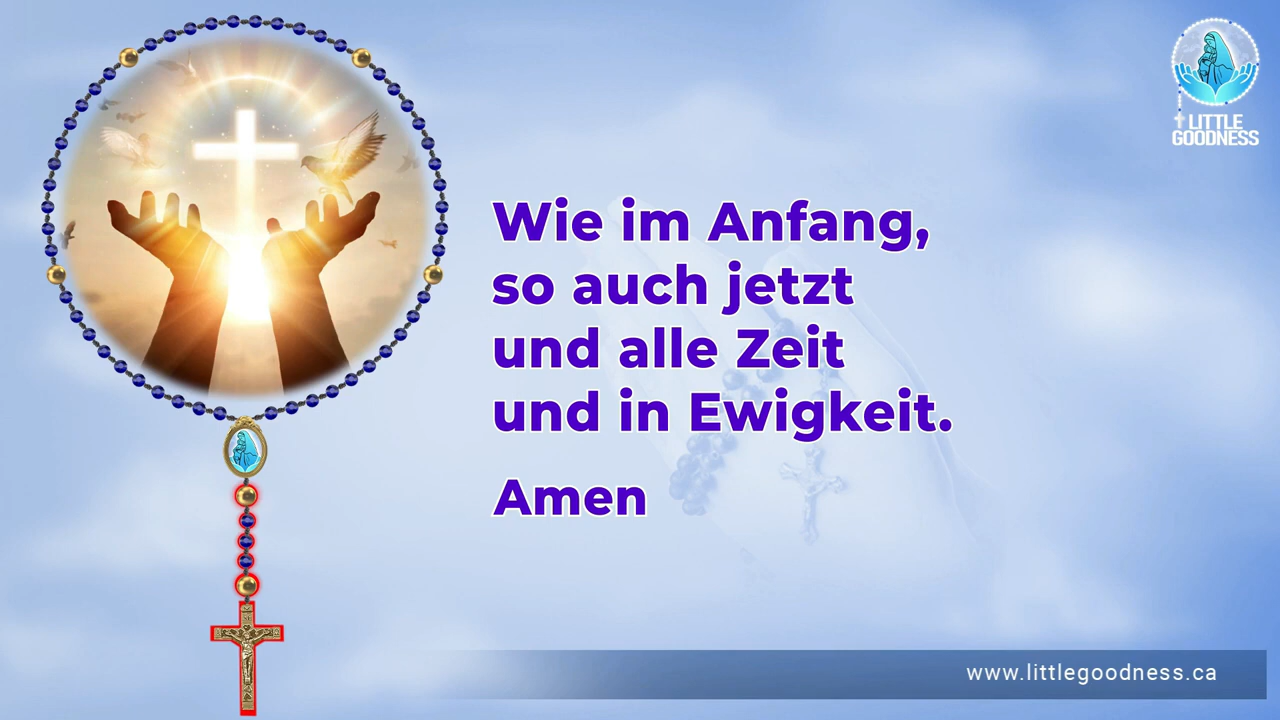 LITTLE
GOODNESS
Wie im Anfang,
so auch jetzt
und alle Zeit
und in Ewigkeit.
Amen
www.littlegoodness.ca